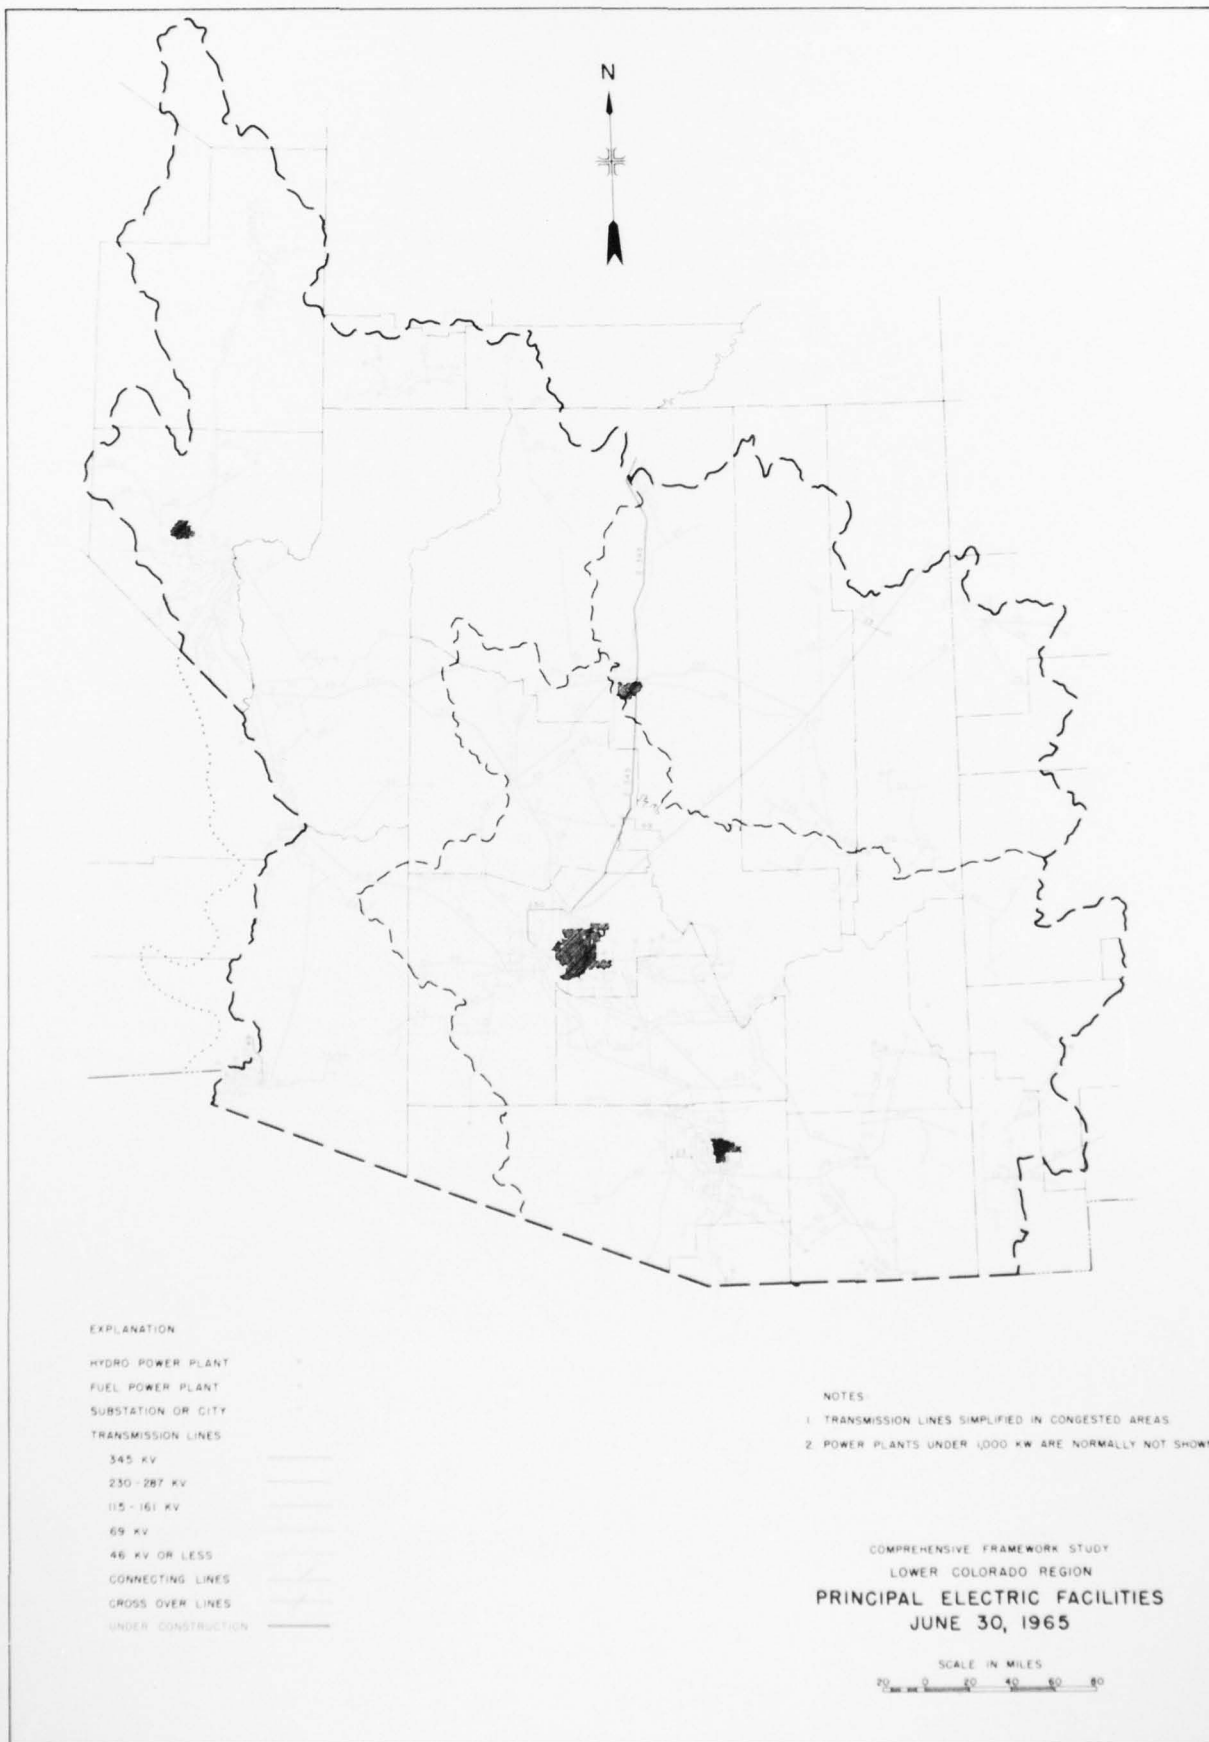 N
EXPLANATION
HYDRO POWER PLANT
FUEL POWER PLANT
SUBSTATION OR CITY
TRANSMISSION LINES
345 KV
230-287 KV
115-161 KV
69 KV
46 KV OR LESS
CONNECTING LINES
CROSS OVER LINES
UNDER CONSTRUCTION
NOTES:
1 TRANSMISSION LINES SIMPLIFIED IN CONGESTED AREAS.
2 POWER PLANTS UNDER 1,000 KW ARE NORMALLY NOT SHOWN
COMPREHENSIVE FRAMEWORK STUDY
LOWER COLORADO REGION
PRINCIPAL ELECTRIC FACILITIES
JUNE 30, 1965
SCALE IN MILES
20 0 20 40 60 80